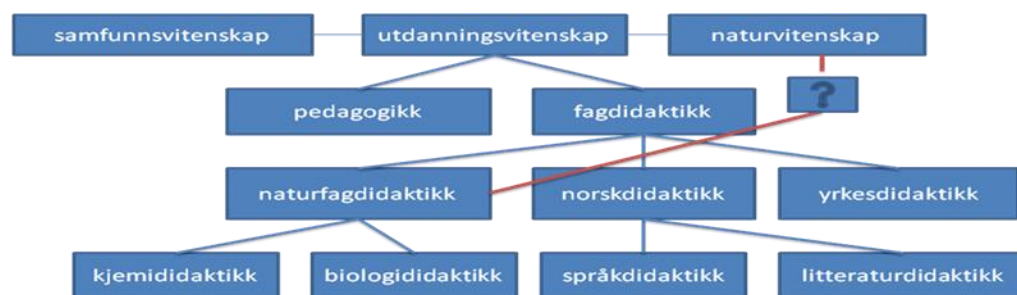 samfunnsvitenskap
utdanningsvitenskap
naturvitenskap
?
pedagogikk
fagdidaktikk
naturfagdidaktikk
norskdidaktikk
yrkesdidaktikk
kjemididaktikk
biologididaktikk
språkdidaktikk
litteraturdidaktikk